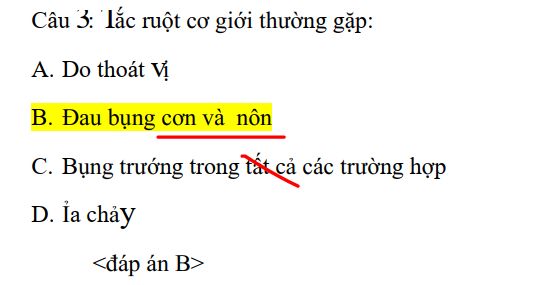 Câu 3: Tắc ruột cơ giới thường gặp:
A. Do thoát vị
B. Đau bụng cơn và nôn
C. Bụng trướng trong tất cả các trường hợp
D. Ỉa chảy
<đáp án B>